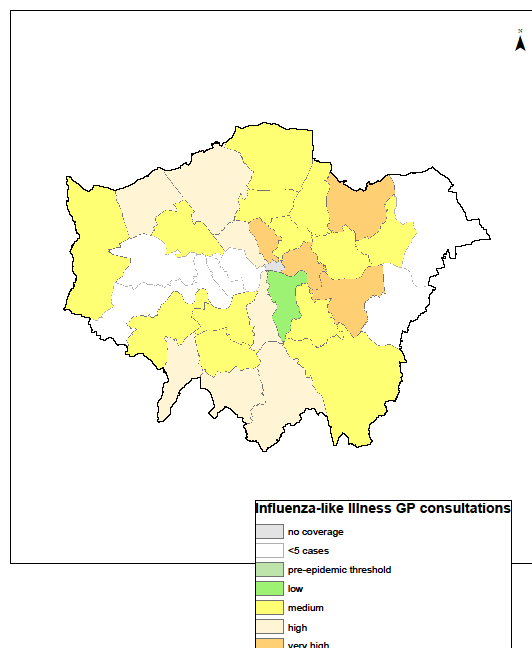 N
Influenza-like Illness GP consultations
no coverage
<5 cases
pre-epidemic threshold
low
medium
high
very high